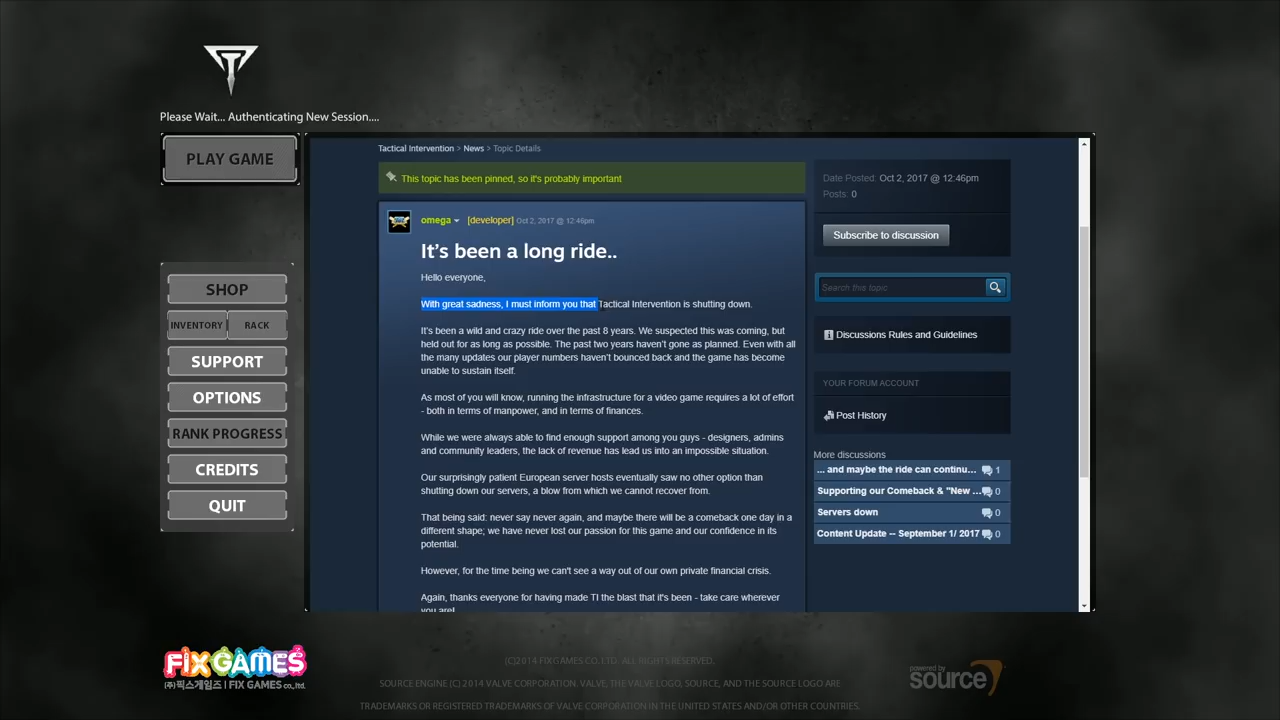 Please Wait... Authenticating New Session....
PLAY GAME
SHOP
INVENTORY
RACK
SUPPORT
OPTIONS
RANK PROGRESS
CREDITS
QUIT
Tactical Intervention > News > Topic Details
This topic has been pinned, so it's probably important
omega [developer] Oct 2, 2017 @ 12:46pm
It's been a long ride..
Hello everyone,
With great sadness, I must inform you that Tactical Intervention is shutting down.
It's been a wild and crazy ride over the past 8 years. We suspected this was coming, but
held out for as long as possible. The past two years haven't gone as planned. Even with all
the many updates our player numbers haven't bounced back and the game has become
unable to sustain itself.
As most of you will know, running the infrastructure for a video game requires a lot of effort
- both in terms of manpower, and in terms of finances.
While we were always able to find enough support among you guys - designers, admins
and community leaders, the lack of revenue has lead us into an impossible situation.
Our surprisingly patient European server hosts eventually saw no other option than
shutting down our servers, a blow from which we cannot recover from.
That being said: never say never again, and maybe there will be a comeback one day in a
different shape; we have never lost our passion for this game and our confidence in its
potential.
However, for the time being we can't see a way out of our own private financial crisis.
Again, thanks everyone for having made TI the blast that it's been - take care wherever
you are!
Date Posted: Oct 2, 2017 @ 12:46pm
Posts: 0
Subscribe to discussion
Search this topic
Discussions Rules and Guidelines
YOUR FORUM ACCOUNT
Post History
More discussions
... and maybe the ride can continu... 1
Supporting our Comeback & "New ... 0
Servers down 0
Content Update -- September 1/ 2017 0
FIXGAMES
(주)픽스게임즈 | FIX GAMES co., ltd.
(C)2014 FIXGAMES CO. LTD. ALL RIGHTS RESERVED.
SOURCE ENGINE (C) 2014 VALVE CORPORATION. VALVE, THE VALVE LOGO, SOURCE, AND THE SOURCE LOGO ARE
TRADEMARKS OR REGISTERED TRADEMARKS OF VALVE CORPORATION IN THE UNITED STATES AND/OR OTHER COUNTRIES.
powered by
source